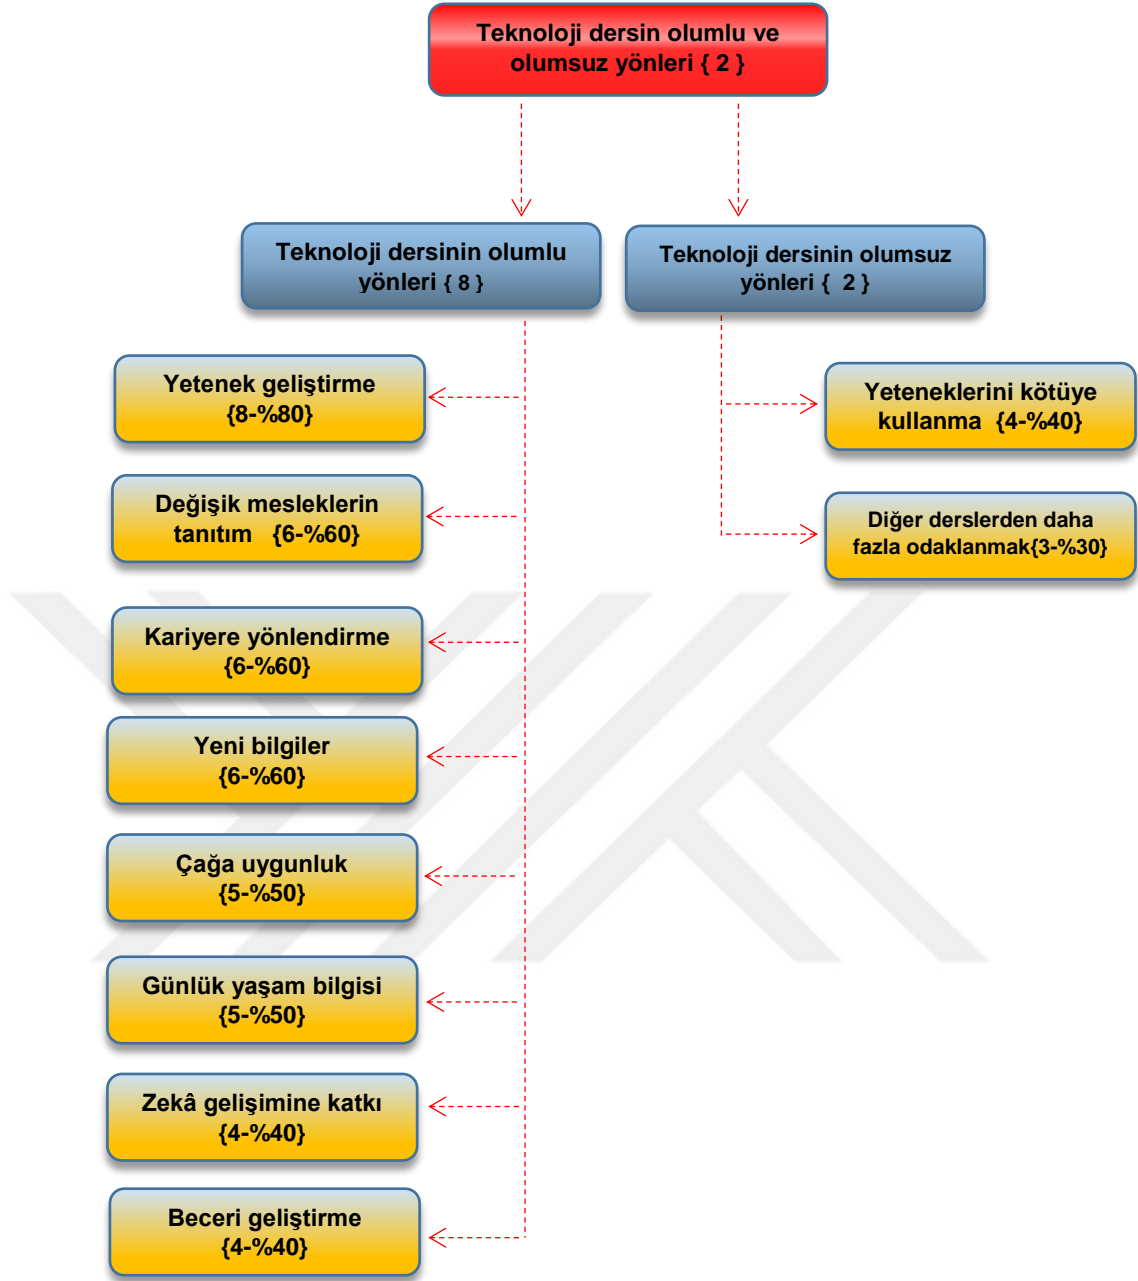 Teknoloji dersin olumlu ve
olumsuz yönleri { 2 }
Teknoloji dersinin olumlu
yönleri { 8 }
Teknoloji dersinin olumsuz
yönleri {  2 }
Yetenek geliştirme
{8-%80}
Değişik mesleklerin
tanıtım   {6-%60}
Kariyere yönlendirme
{6-%60}
Yeni bilgiler
{6-%60}
Çağa uygunluk
{5-%50}
Günlük yaşam bilgisi
{5-%50}
Zekâ gelişimine katkı
{4-%40}
Beceri geliştirme
{4-%40}
Yeteneklerini kötüye
kullanma  {4-%40}
Diğer derslerden daha
fazla odaklanmak{3-%30}